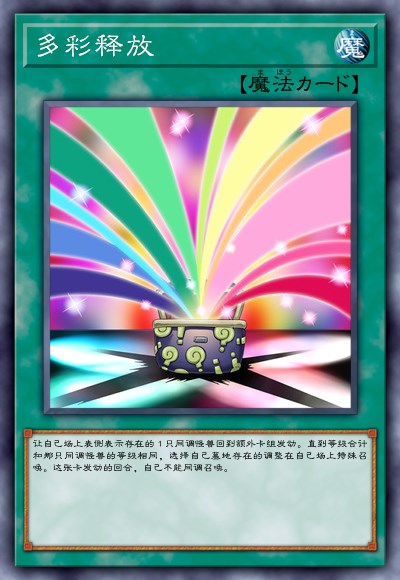 多彩释放
魔
【魔法カード】
まほう
让自己场上表侧表示存在的1只同调怪兽回到额外卡组发动。直到等级合计
和那只同调怪兽的等级相同，选择自己墓地存在的调整在自己场上特殊召
唤。这张卡发动的回合，自己不能同调召唤。